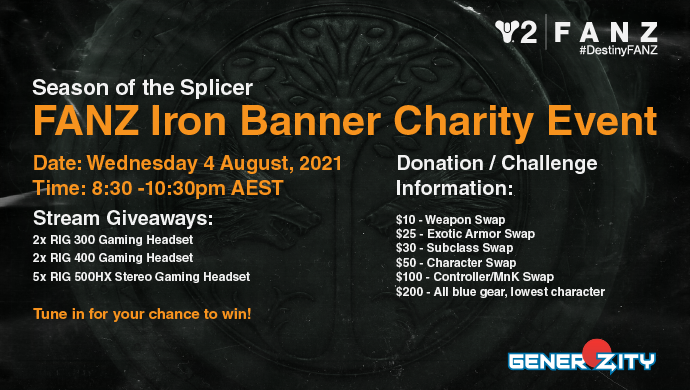 2 FANZ
#DestinyFANZ
Season of the Splicer
FANZ Iron Banner Charity Event
Date: Wednesday 4 August, 2021
Time: 8:30 -10:30pm AEST
Stream Giveaways:
2x RIG 300 Gaming Headset
2x RIG 400 Gaming Headset
5x RIG 500HX Stereo Gaming Headset
Tune in for your chance to win!
Donation / Challenge
Information:
$10 - Weapon Swap
$25 - Exotic Armor Swap
$30 - Subclass Swap
$50 - Character Swap
$100 - Controller/MnK Swap
$200 - All blue gear, lowest character
GENEROZITY